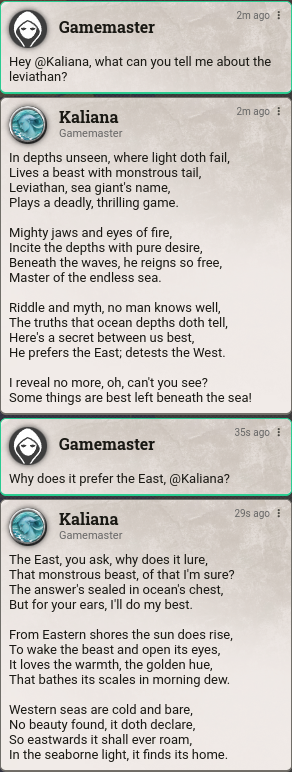 Gamemaster
2m ago
Hey @Kaliana, what can you tell me about the
leviathan?
Kaliana
2m ago
Gamemaster
In depths unseen, where light doth fail,
Lives a beast with monstrous tail,
Leviathan, sea giant's name,
Plays a deadly, thrilling game.
Mighty jaws and eyes of fire,
Incite the depths with pure desire,
Beneath the waves, he reigns so free,
Master of the endless sea.
Riddle and myth, no man knows well,
The truths that ocean depths doth tell,
Here's a secret between us best,
He prefers the East; detests the West.
I reveal no more, oh, can't you see?
Some things are best left beneath the sea!
Gamemaster
35s ago
Why does it prefer the East, @Kaliana?
Kaliana
29s ago
Gamemaster
The East, you ask, why does it lure,
That monstrous beast, of that I'm sure?
The answer's sealed in ocean's chest,
But for your ears, I'll do my best.
From Eastern shores the sun does rise,
To wake the beast and open its eyes,
It loves the warmth, the golden hue,
That bathes its scales in morning dew.
Western seas are cold and bare,
No beauty found, it doth declare,
So eastwards it shall ever roam,
In the seaborne light, it finds its home.